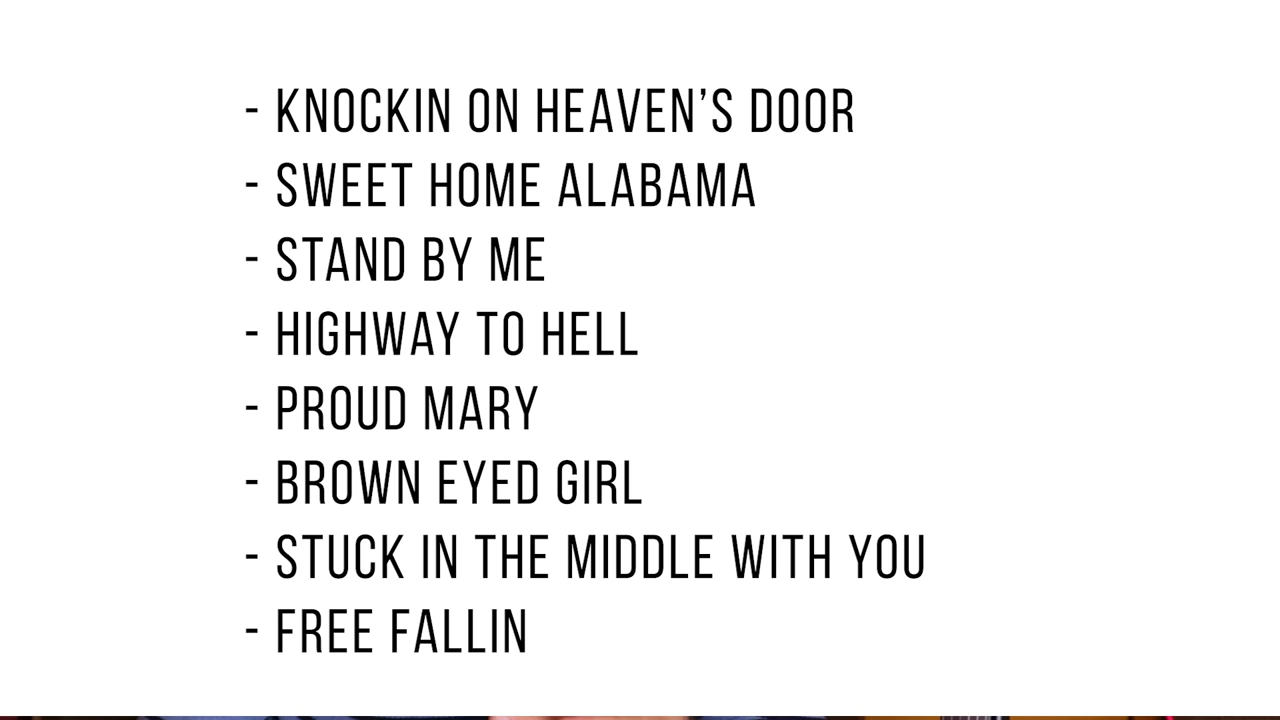 - KNOCKIN ON HEAVEN’S DOOR
- SWEET HOME ALABAMA
- STAND BY ME
- HIGHWAY TO HELL
- PROUD MARY
- BROWN EYED GIRL
- STUCK IN THE MIDDLE WITH YOU
- FREE FALLIN